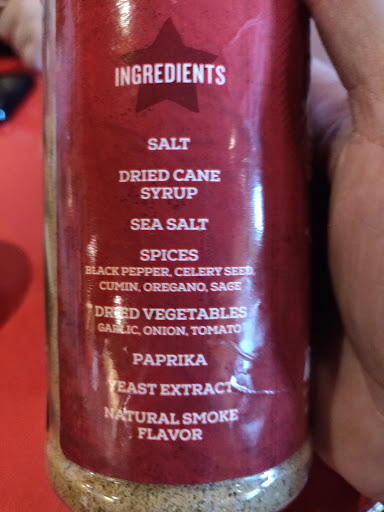 INGREDIENTS
SALT
DRIED CANE
SYRUP
SEA SALT
SPICES
BLACK PEPPER, CELERY SEED,
CUMIN, OREGANO, SAGE
DRIED VEGETABLES
GARLIC, ONION, TOMATO
PAPRIKA
YEAST EXTRACT
NATURAL SMOKE
FLAVOR